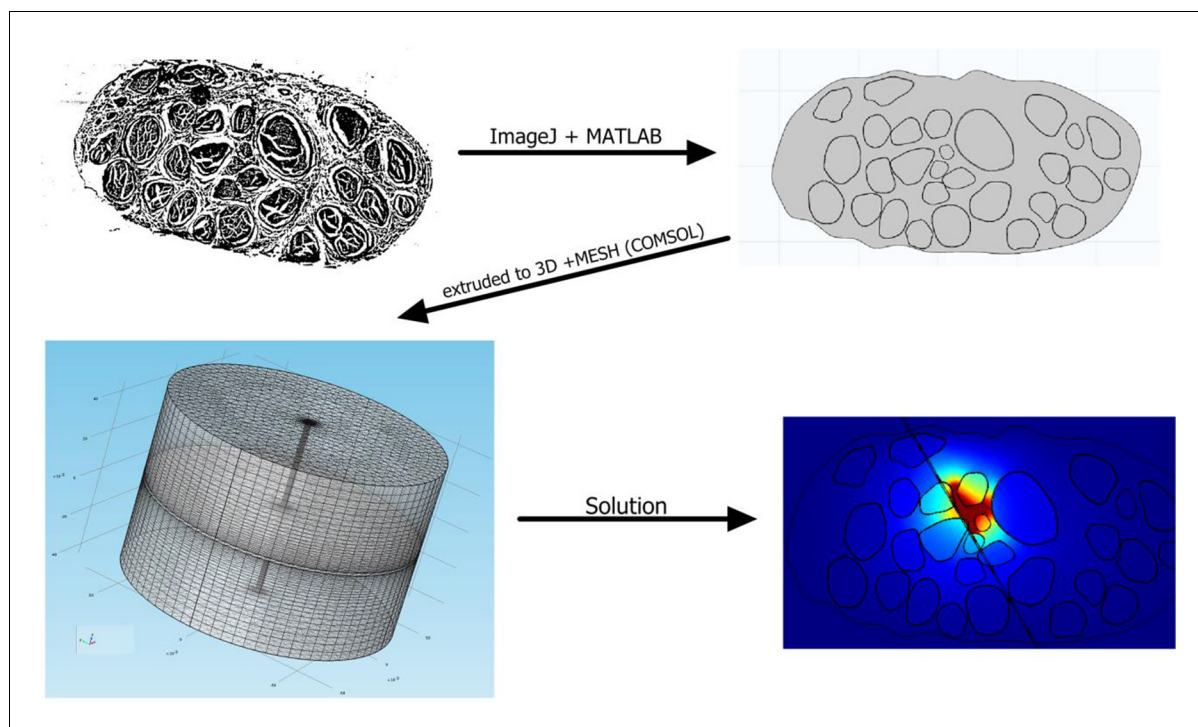 ImageJ + MATLAB
extruded to 3D +MESH (COMSOL)
Solution